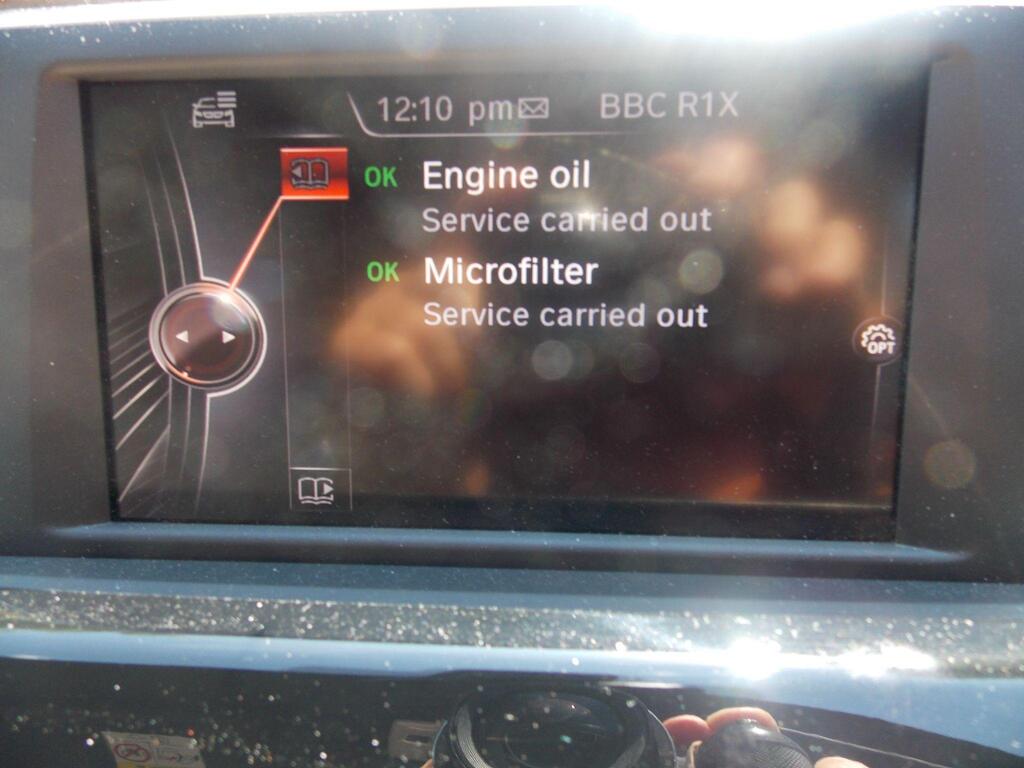 12:10 pm BBC R1X
OK Engine oil
Service carried out
OK Microfilter
Service carried out
OPT